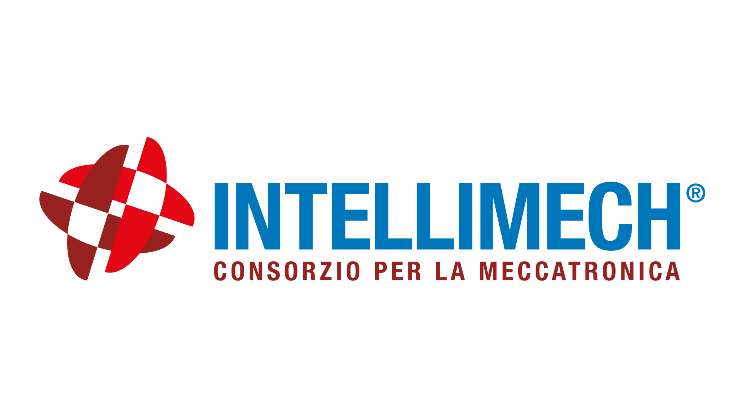 INTELLIMECH®
CONSORZIO PER LA MECCATRONICA